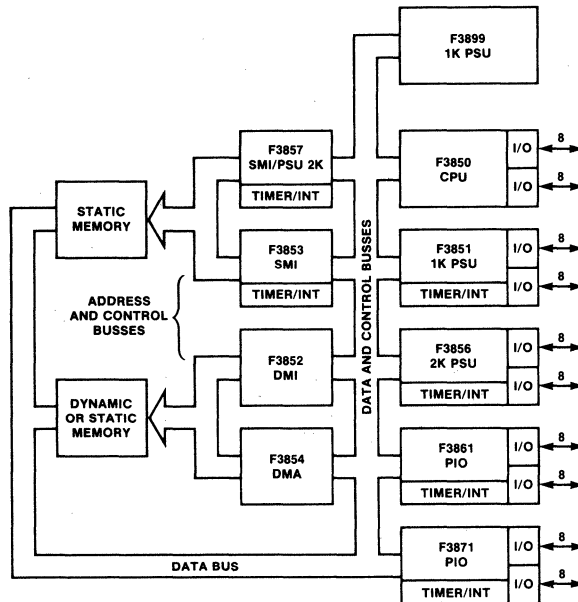 F3899
1K PSU
F3857
SMI/PSU 2K
TIMER/INT
F3850
CPU
I/O
8
I/O
8
STATIC
MEMORY
F3853
SMI
TIMER/INT
F3851
1K PSU
TIMER/INT
I/O
8
I/O
8
ADDRESS
AND CONTROL
BUSSES
DATA AND CONTROL BUSSES
F3852
DMI
F3856
2K PSU
TIMER/INT
I/O
8
I/O
8
DYNAMIC
OR STATIC
MEMORY
F3854
DMA
F3861
PIO
TIMER/INT
I/O
8
I/O
8
DATA BUS
F3871
PIO
TIMER/INT
I/O
8
I/O
8